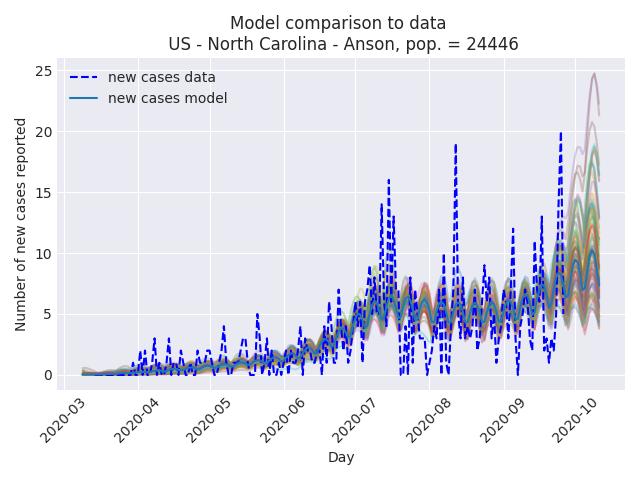 Model comparison to data
US - North Carolina - Anson, pop. = 24446
new cases data
new cases model
Number of new cases reported
25
20
15
10
5
0
2020-03
2020-04
2020-05
2020-06
2020-07
2020-08
2020-09
2020-10
Day